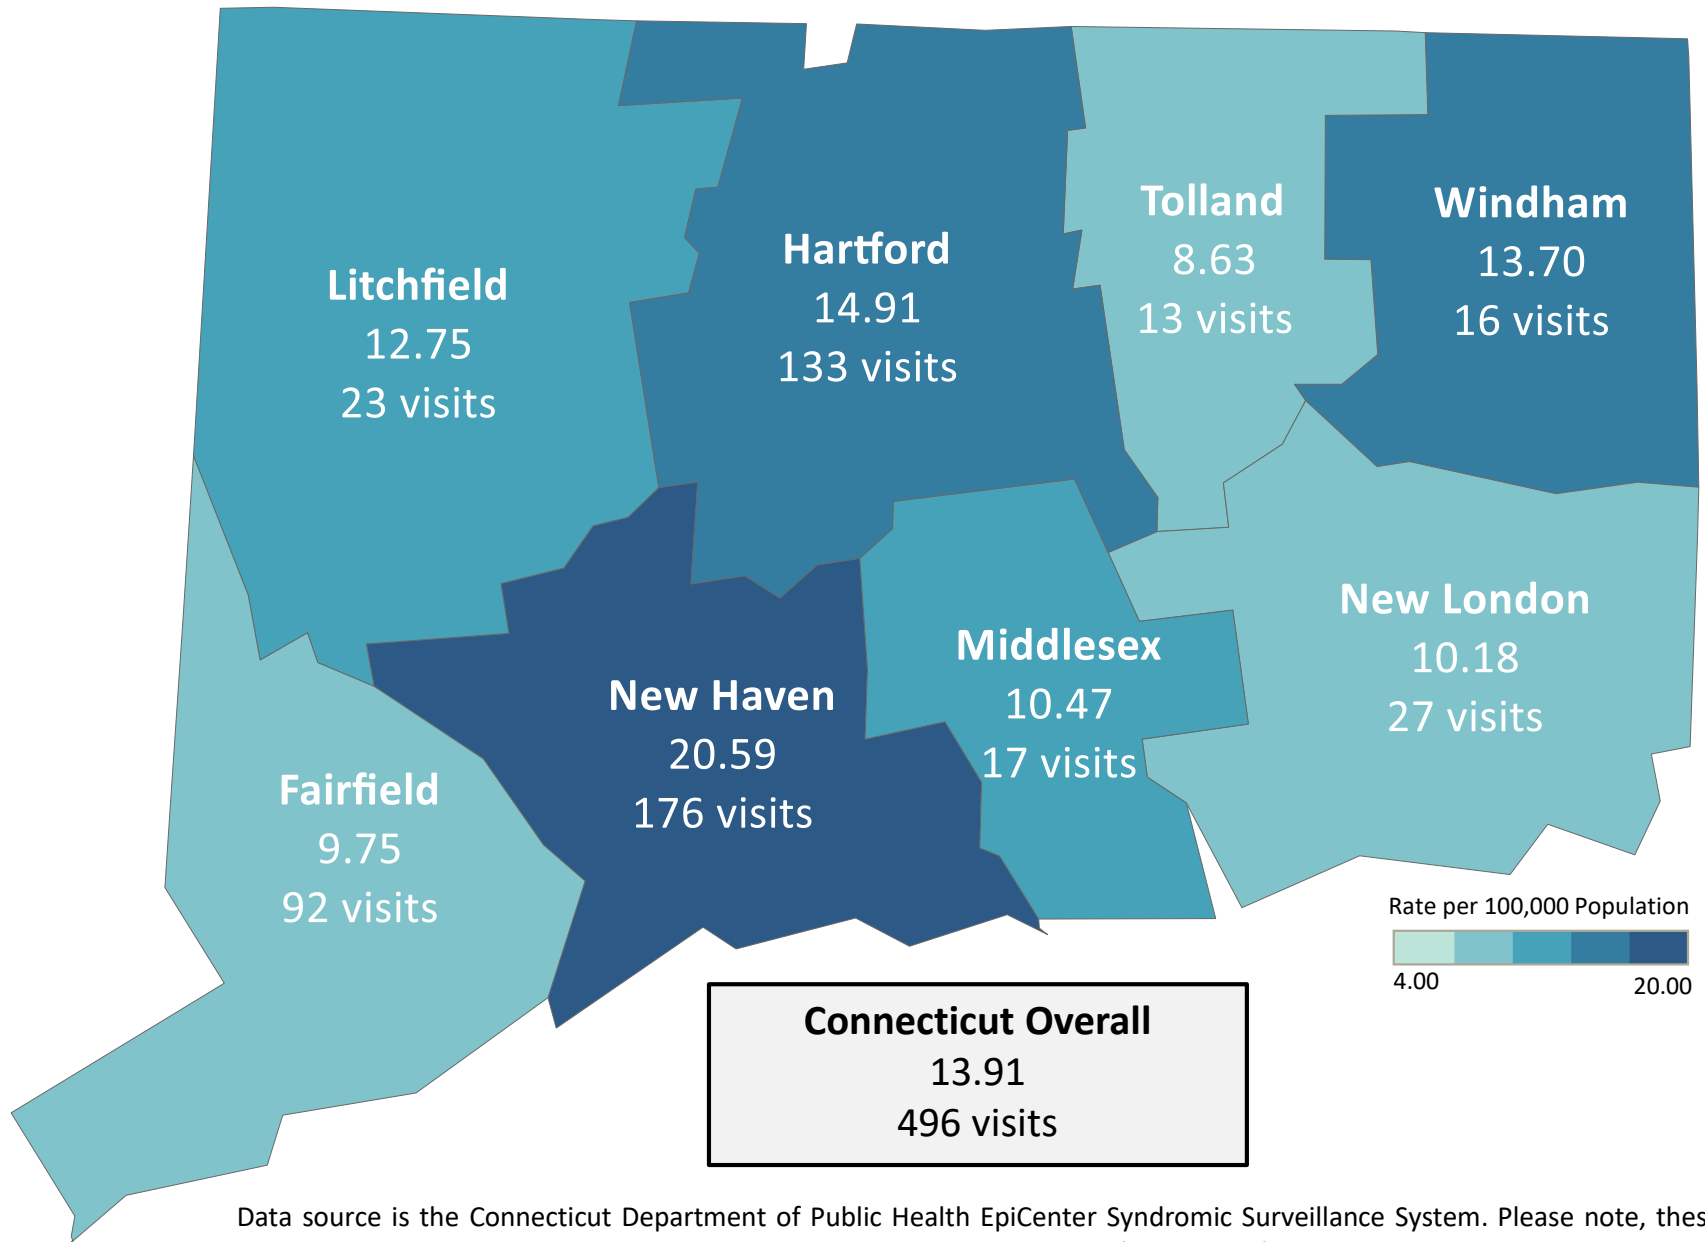 Tolland
8.63
13 visits
Windham
13.70
16 visits
Hartford
14.91
133 visits
Litchfield
12.75
23 visits
New London
10.18
27 visits
Middlesex
10.47
17 visits
New Haven
20.59
176 visits
Fairfield
9.75
92 visits
Rate per 100,000 Population
4.00
20.00
Connecticut Overall
13.91
496 visits
Data source is the Connecticut Department of Public Health EpiCenter Syndromic Surveillance System. Please note, thes